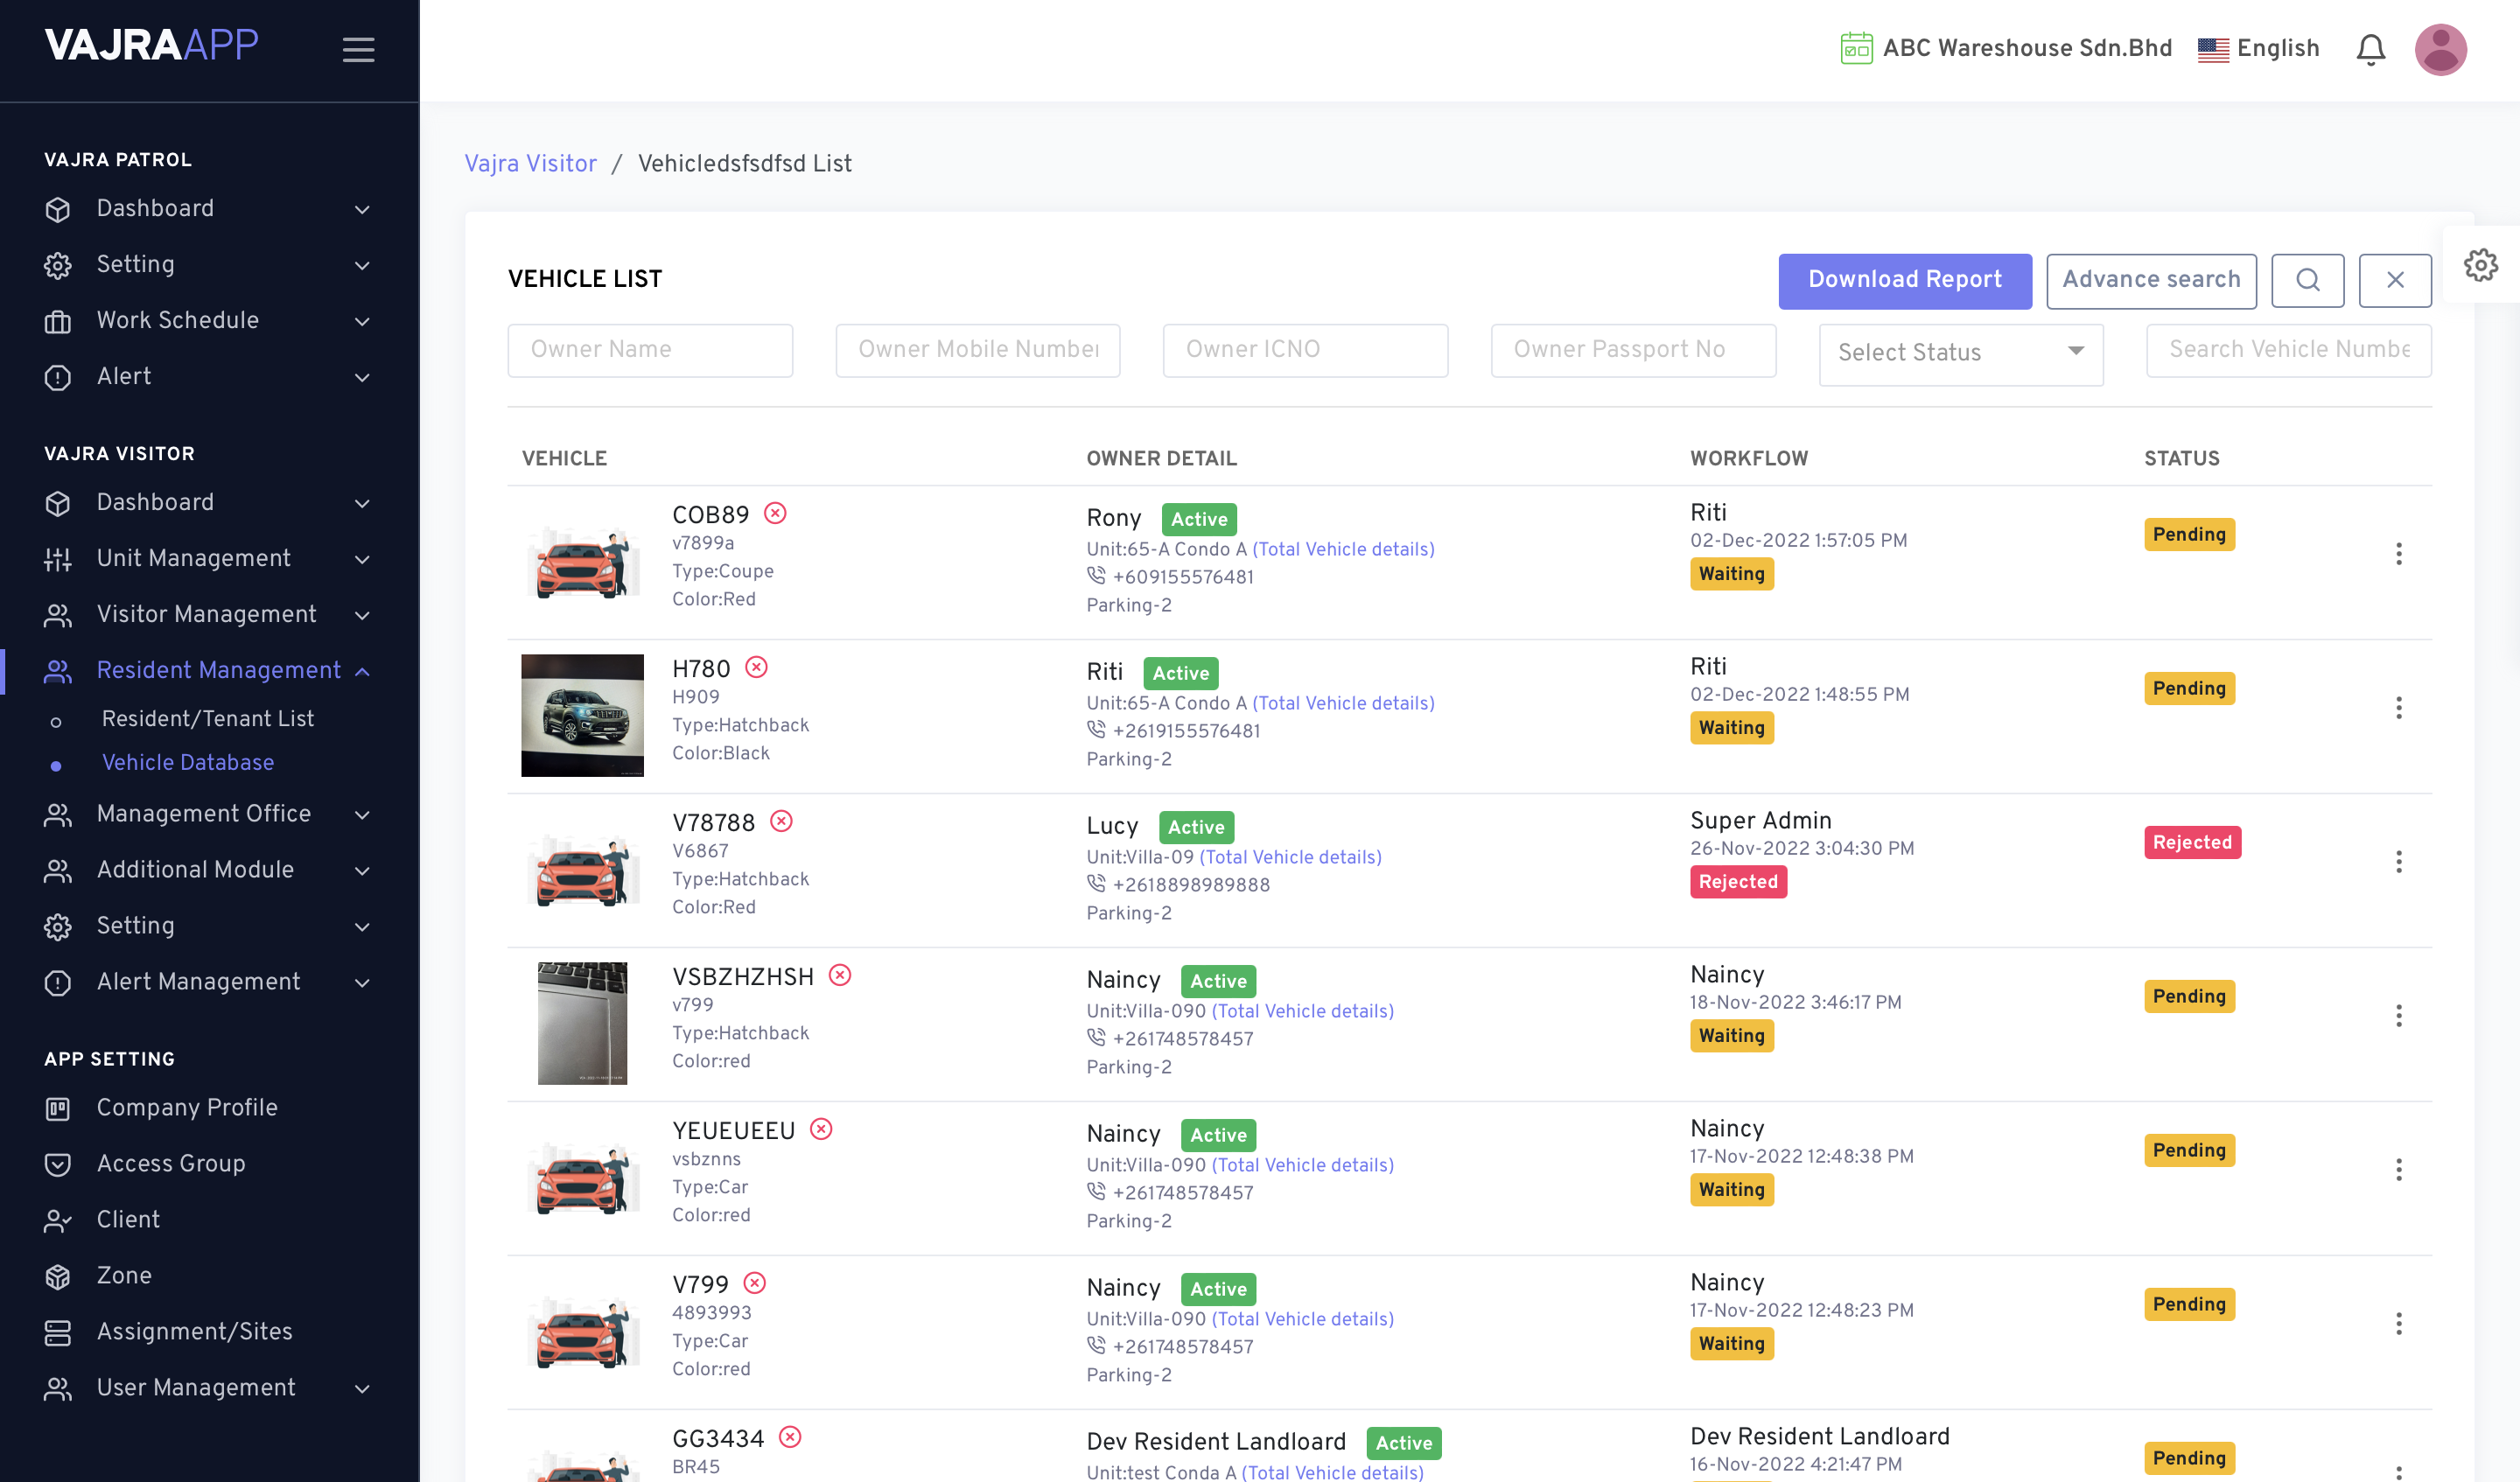 VAJRAAPP
ABC Wareshouse Sdn.Bhd English
VAJRA PATROL
Dashboard
Setting
Work Schedule
Alert
VAJRA VISITOR
Dashboard
Unit Management
Visitor Management
Resident Management
Resident/Tenant List
Vehicle Database
Management Office
Additional Module
Setting
Alert Management
APP SETTING
Company Profile
Access Group
Client
Zone
Assignment/Sites
User Management
Vajra Visitor / Vehicledsfsdfsd List
VEHICLE LIST
Download Report
Advance search
Owner Name
Owner Mobile Number
Owner ICNO
Owner Passport No
Select Status
Search Vehicle Numbe
VEHICLE OWNER DETAIL WORKFLOW STATUS
COB89
v7899a
Type:Coupe
Color:Red
Rony Active
Unit:65-A Condo A (Total Vehicle details)
+609155576481
Parking-2
Riti
02-Dec-2022 1:57:05 PM
Waiting
Pending
H780
H909
Type:Hatchback
Color:Black
Riti Active
Unit:65-A Condo A (Total Vehicle details)
+2619155576481
Parking-2
Riti
02-Dec-2022 1:48:55 PM
Waiting
Pending
V78788
V6867
Type:Hatchback
Color:Red
Lucy Active
Unit:Villa-09 (Total Vehicle details)
+2618898989888
Parking-2
Super Admin
26-Nov-2022 3:04:30 PM
Rejected
Rejected
VSBZHZHSH
v799
Type:Hatchback
Color:red
Naincy Active
Unit:Villa-090 (Total Vehicle details)
+261748578457
Parking-2
Naincy
18-Nov-2022 3:46:17 PM
Waiting
Pending
YEUEUEEU
vsbznns
Type:Car
Color:red
Naincy Active
Unit:Villa-090 (Total Vehicle details)
+261748578457
Parking-2
Naincy
17-Nov-2022 12:48:38 PM
Waiting
Pending
V799
4893993
Type:Car
Color:red
Naincy Active
Unit:Villa-090 (Total Vehicle details)
+261748578457
Parking-2
Naincy
17-Nov-2022 12:48:23 PM
Waiting
Pending
GG3434
BR45
Dev Resident Landloard Active
Unit:test Conda A (Total Vehicle details)
Dev Resident Landloard
16-Nov-2022 4:21:47 PM
Pending